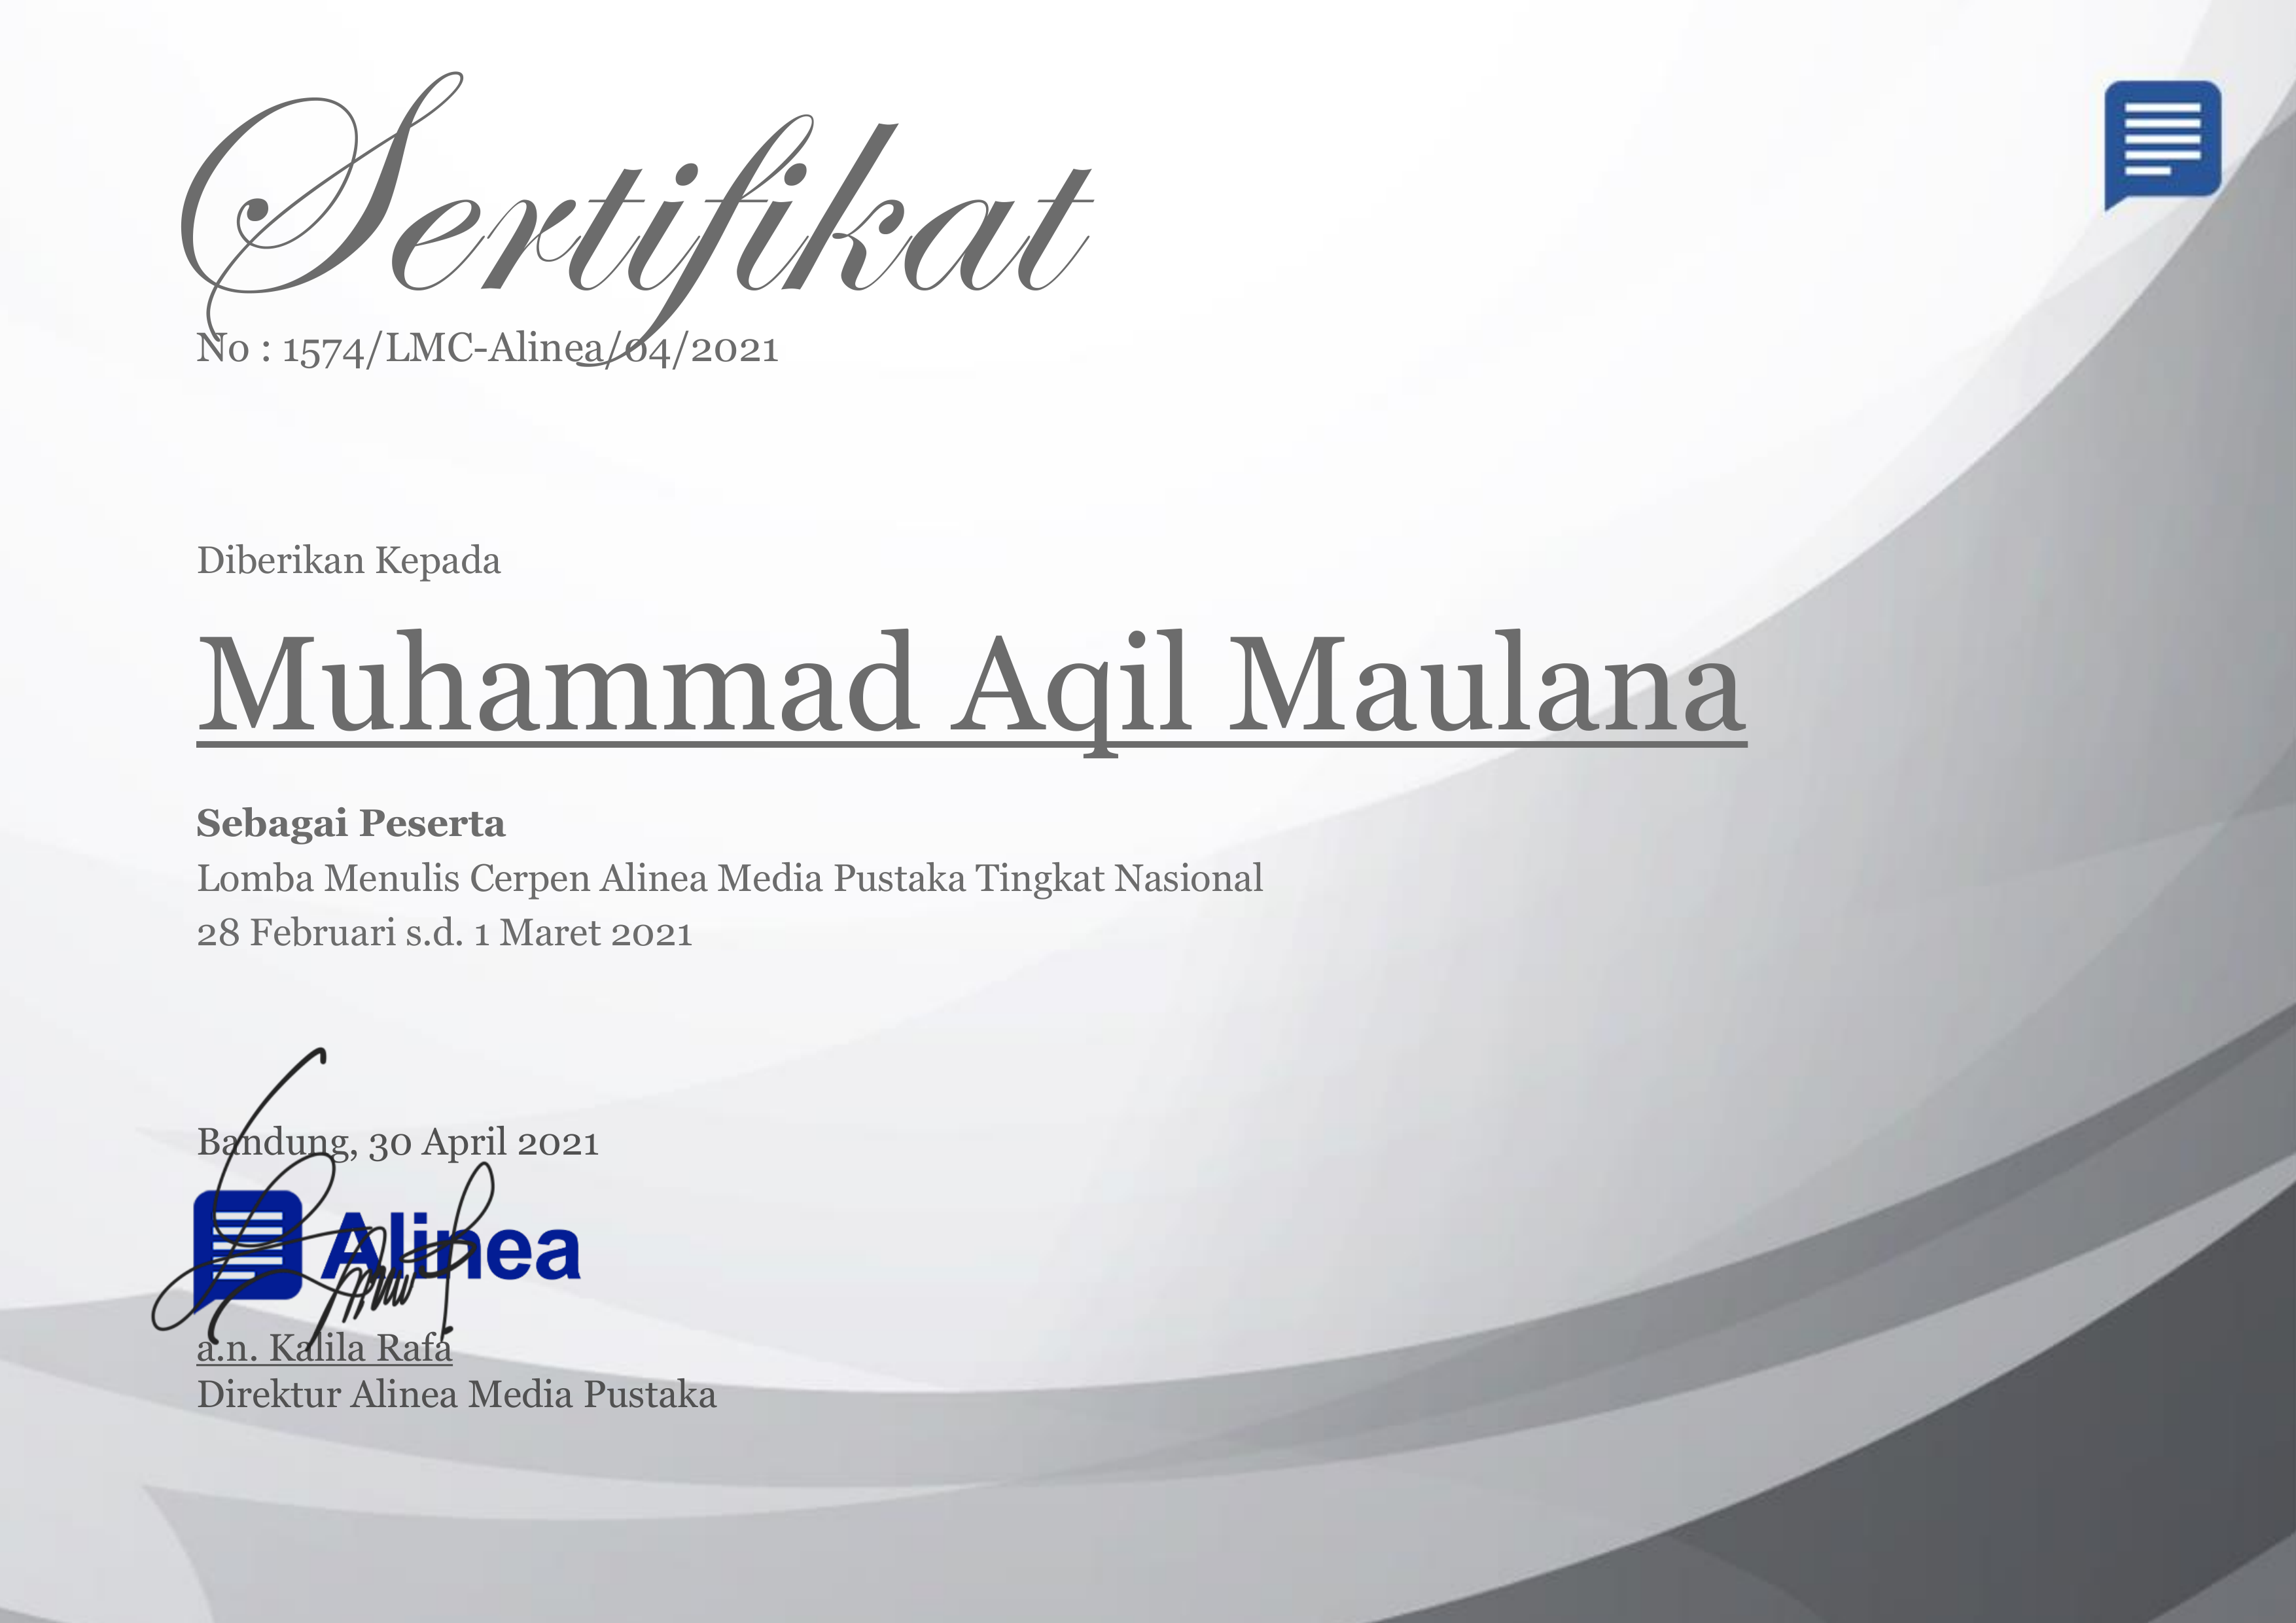 Sertifikat
No : 1574/LMC-Alinea/04/2021
Diberikan Kepada
Muhammad Aqil Maulana
Sebagai Peserta
Lomba Menulis Cerpen Alinea Media Pustaka Tingkat Nasional
28 Februari s.d. 1 Maret 2021
Bandung, 30 April 2021
Alinea
a.n. Kalila Rafa
Direktur Alinea Media Pustaka